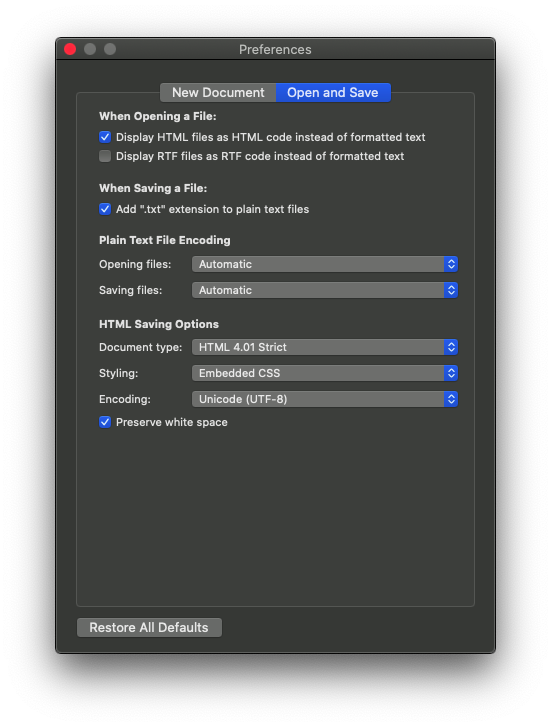 Preferences
New Document Open and Save
When Opening a File:
Display HTML files as HTML code instead of formatted text
Display RTF files as RTF code instead of formatted text
When Saving a File:
Add ".txt" extension to plain text files
Plain Text File Encoding
Opening files: Automatic
Saving files: Automatic
HTML Saving Options
Document type: HTML 4.01 Strict
Styling: Embedded CSS
Encoding: Unicode (UTF-8)
Preserve white space
Restore All Defaults